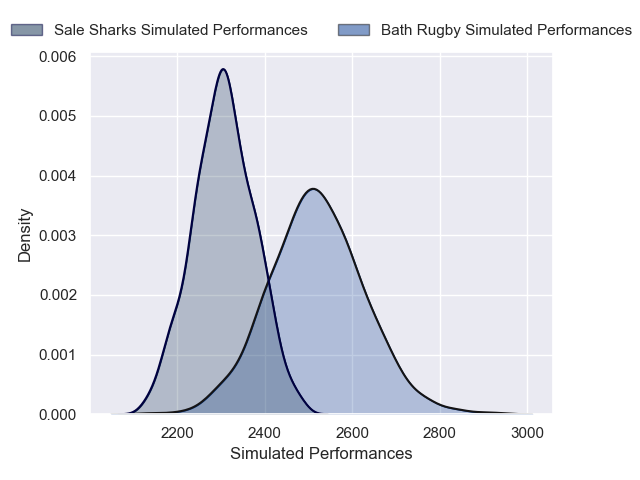 Sale Sharks Simulated Performances Bath Rugby Simulated Performances
0.006
0.005
0.004
0.003
0.002
0.001
0.000
Density
2200 2400 2600 2800 3000
Simulated Performances